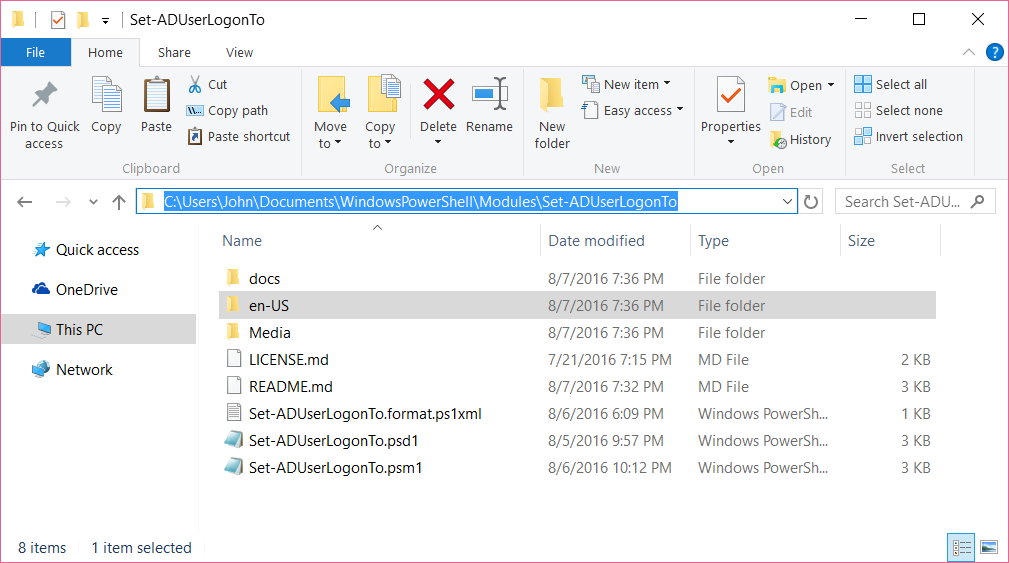 Set-ADUserLogonTo
File Home Share View
Pin to Quick access
Copy
Paste
Cut
Copy path
Paste shortcut
Clipboard
Move to
Copy to
Delete
Rename
Organize
New folder
New item
Easy access
New
Properties
Open
Edit
History
Open
Select all
Select none
Invert selection
Select
C:\Users\John\Documents\WindowsPowerShell\Modules\Set-ADUserLogonTo
Search Set-ADU...
Quick access
OneDrive
This PC
Network
Name Date modified Type Size
docs 8/7/2016 7:36 PM File folder
en-US 8/7/2016 7:36 PM File folder
Media 8/7/2016 7:36 PM File folder
LICENSE.md 7/21/2016 7:15 PM MD File 2 KB
README.md 8/7/2016 7:32 PM MD File 3 KB
Set-ADUserLogonTo.format.ps1xml 8/6/2016 6:09 PM Windows PowerSh... 1 KB
Set-ADUserLogonTo.psd1 8/5/2016 9:57 PM Windows PowerSh... 3 KB
Set-ADUserLogonTo.psm1 8/6/2016 10:12 PM Windows PowerSh... 3 KB
8 items 1 item selected